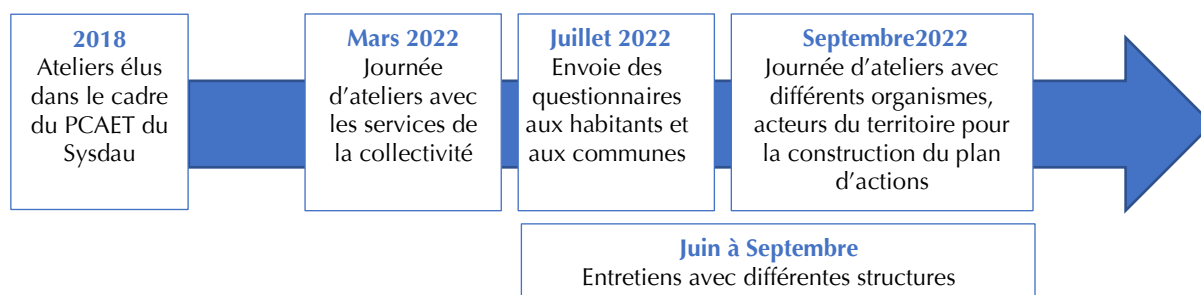 2018
Ateliers élus
dans le cadre
du PCAET du
Sysdau
Mars 2022
Journée
d’ateliers avec
les services de
la collectivité
Juillet 2022
Envoie des
questionnaires
aux habitants et
aux communes
Septembre2022
Journée d’ateliers avec
différents organismes,
acteurs du territoire pour
la construction du plan
d’actions
Juin à Septembre
Entretiens avec différentes structures